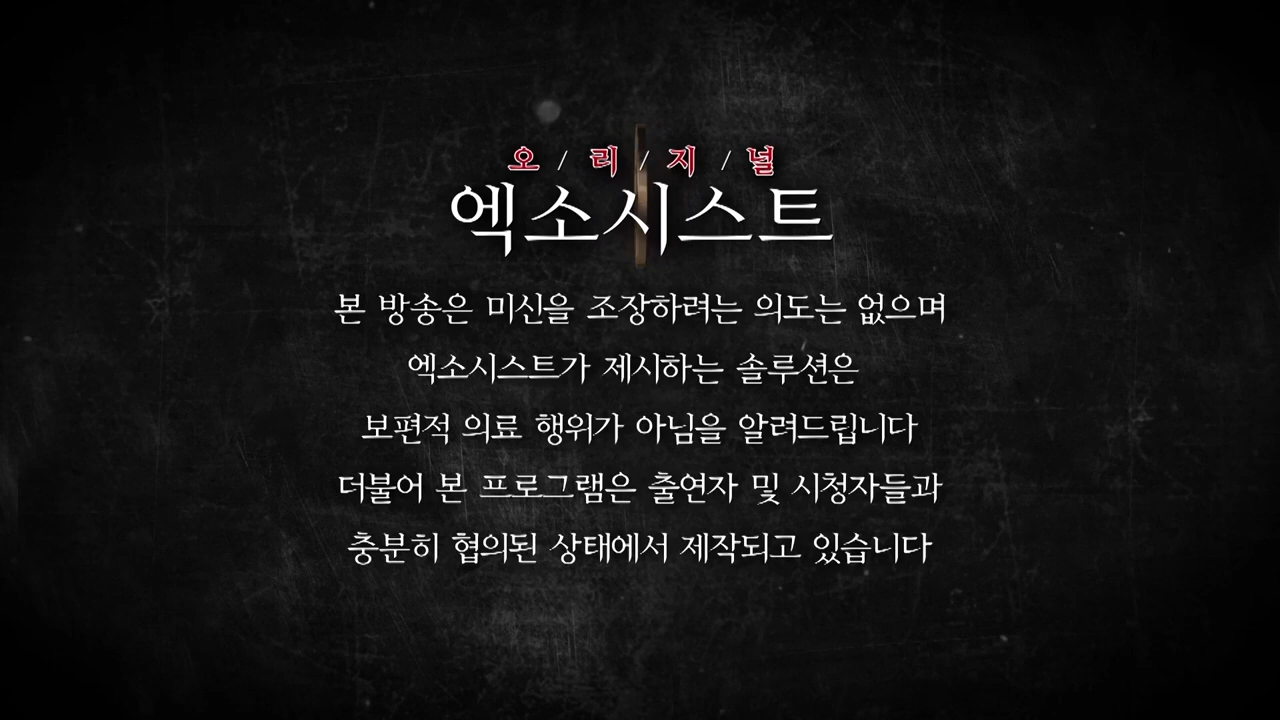 오/리/지/널
엑소시스트
본 방송은 미신을 조장하려는 의도는 없으며
엑소시스트가 제시하는 솔루션은
보편적 의료 행위가 아님을 알려드립니다
더불어 본 프로그램은 출연자 및 시청자들과
충분히 협의된 상태에서 제작되고 있습니다